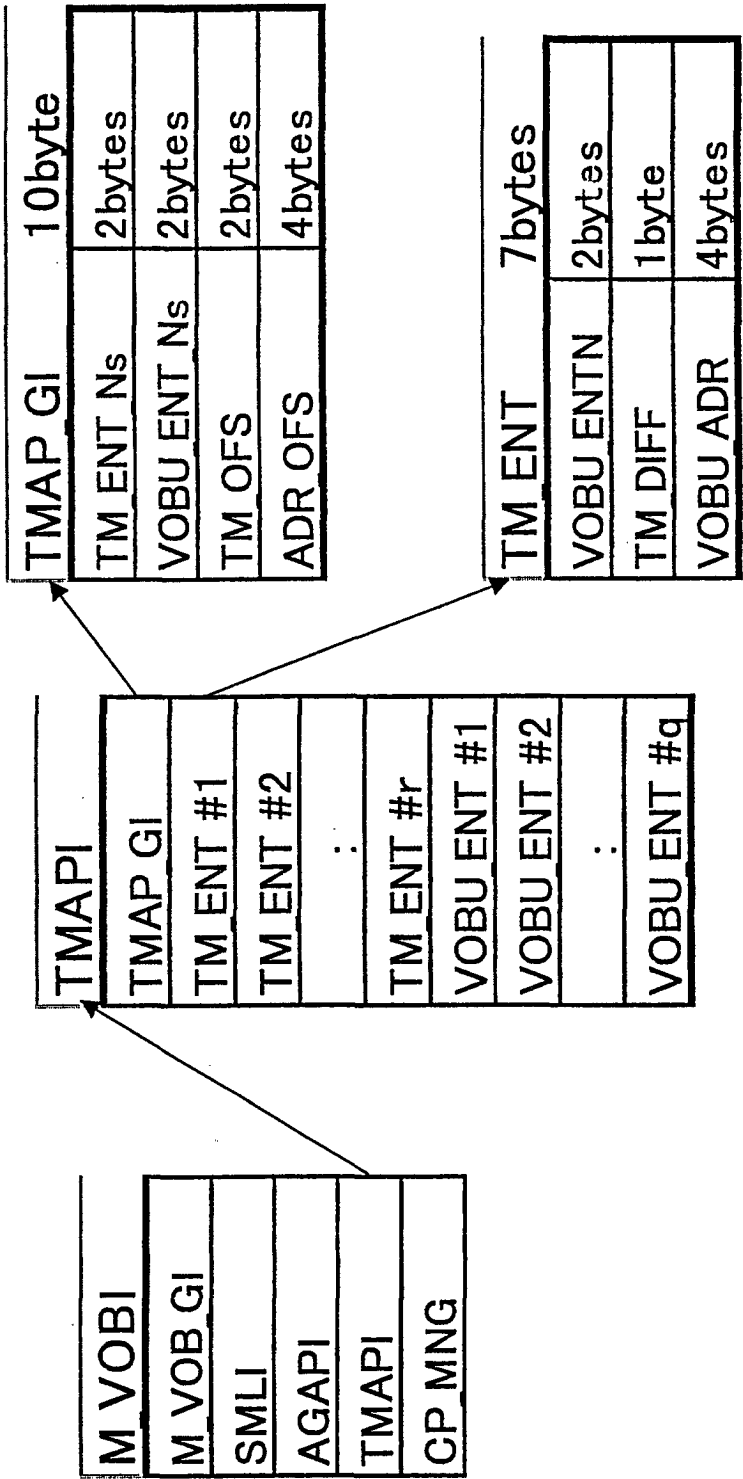 M VOBI
M VOB GI
SMLI
AGAPI
TMAPI
CP MNG
TMAPI
TMAP GI
TM ENT #1
TM ENT #2
:
TM ENT #r
VOBU ENT #1
VOBU ENT #2
:
VOBU ENT #q
TMAP GI 10byte
TM ENT Ns 2bytes
VOBU ENT Ns 2bytes
TM OFS 2bytes
ADR OFS 4bytes
TM ENT 7bytes
VOBU ENTN 2bytes
TM DIFF 1byte
VOBU ADR 4bytes